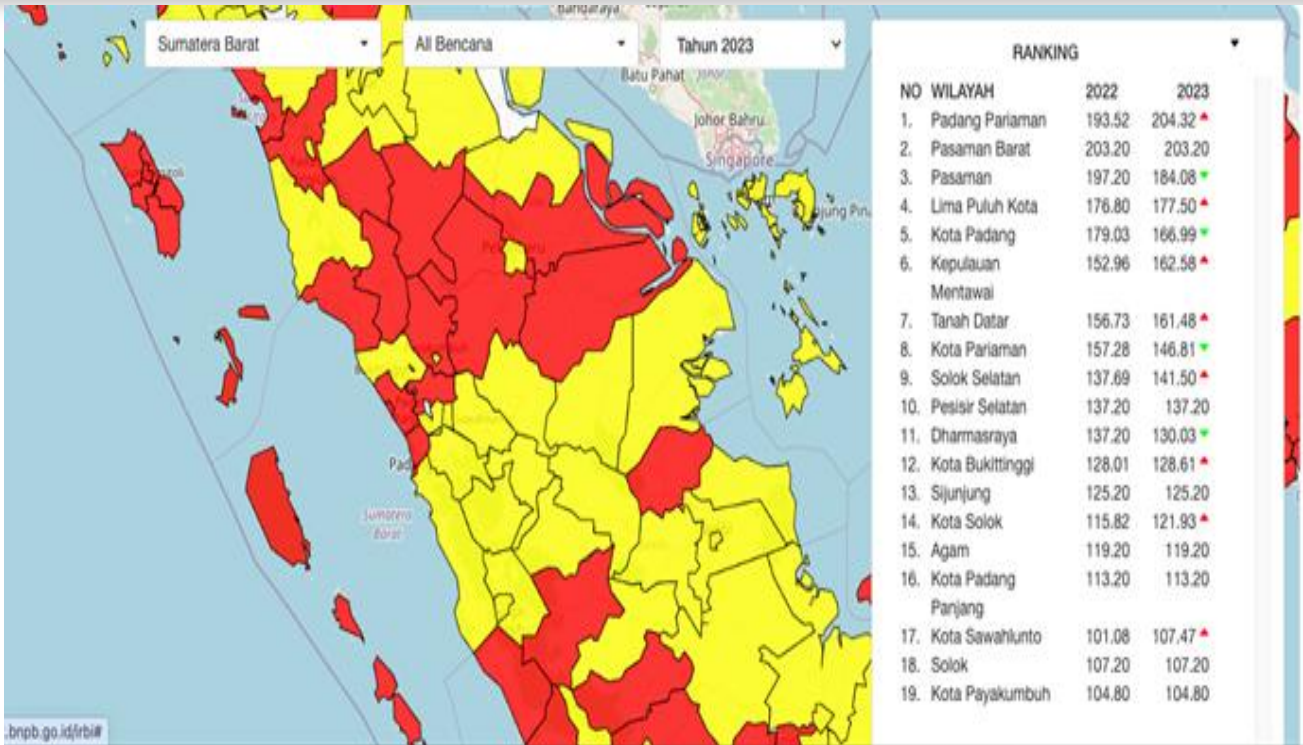 Sumatera Barat
All Bencana
Tahun 2023
Batu Pahat
Johor
Johor Bahru
Singapore
Sumatera
Barat
.bnpb.go.id/irbi#
RANKING
NO WILAYAH 2022 2023
1. Padang Pariaman 193.52 204.32
2. Pasaman Barat 203.20 203.20
3. Pasaman 197.20 184.08
4. Lima Puluh Kota 176.80 177.50
5. Kota Padang 179.03 166.99
6. Kepulauan 152.96 162.58
Mentawai
7. Tanah Datar 156.73 161.48
8. Kota Pariaman 157.28 146.81
9. Solok Selatan 137.69 141.50
10. Pesisir Selatan 137.20 137.20
11. Dharmasraya 137.20 130.03
12. Kota Bukittinggi 128.01 128.61
13. Sijunjung 125.20 125.20
14. Kota Solok 115.82 121.93
15. Agam 119.20 119.20
16. Kota Padang 113.20 113.20
Panjang
17. Kota Sawahlunto 101.08 107.47
18. Solok 107.20 107.20
19. Kota Payakumbuh 104.80 104.80